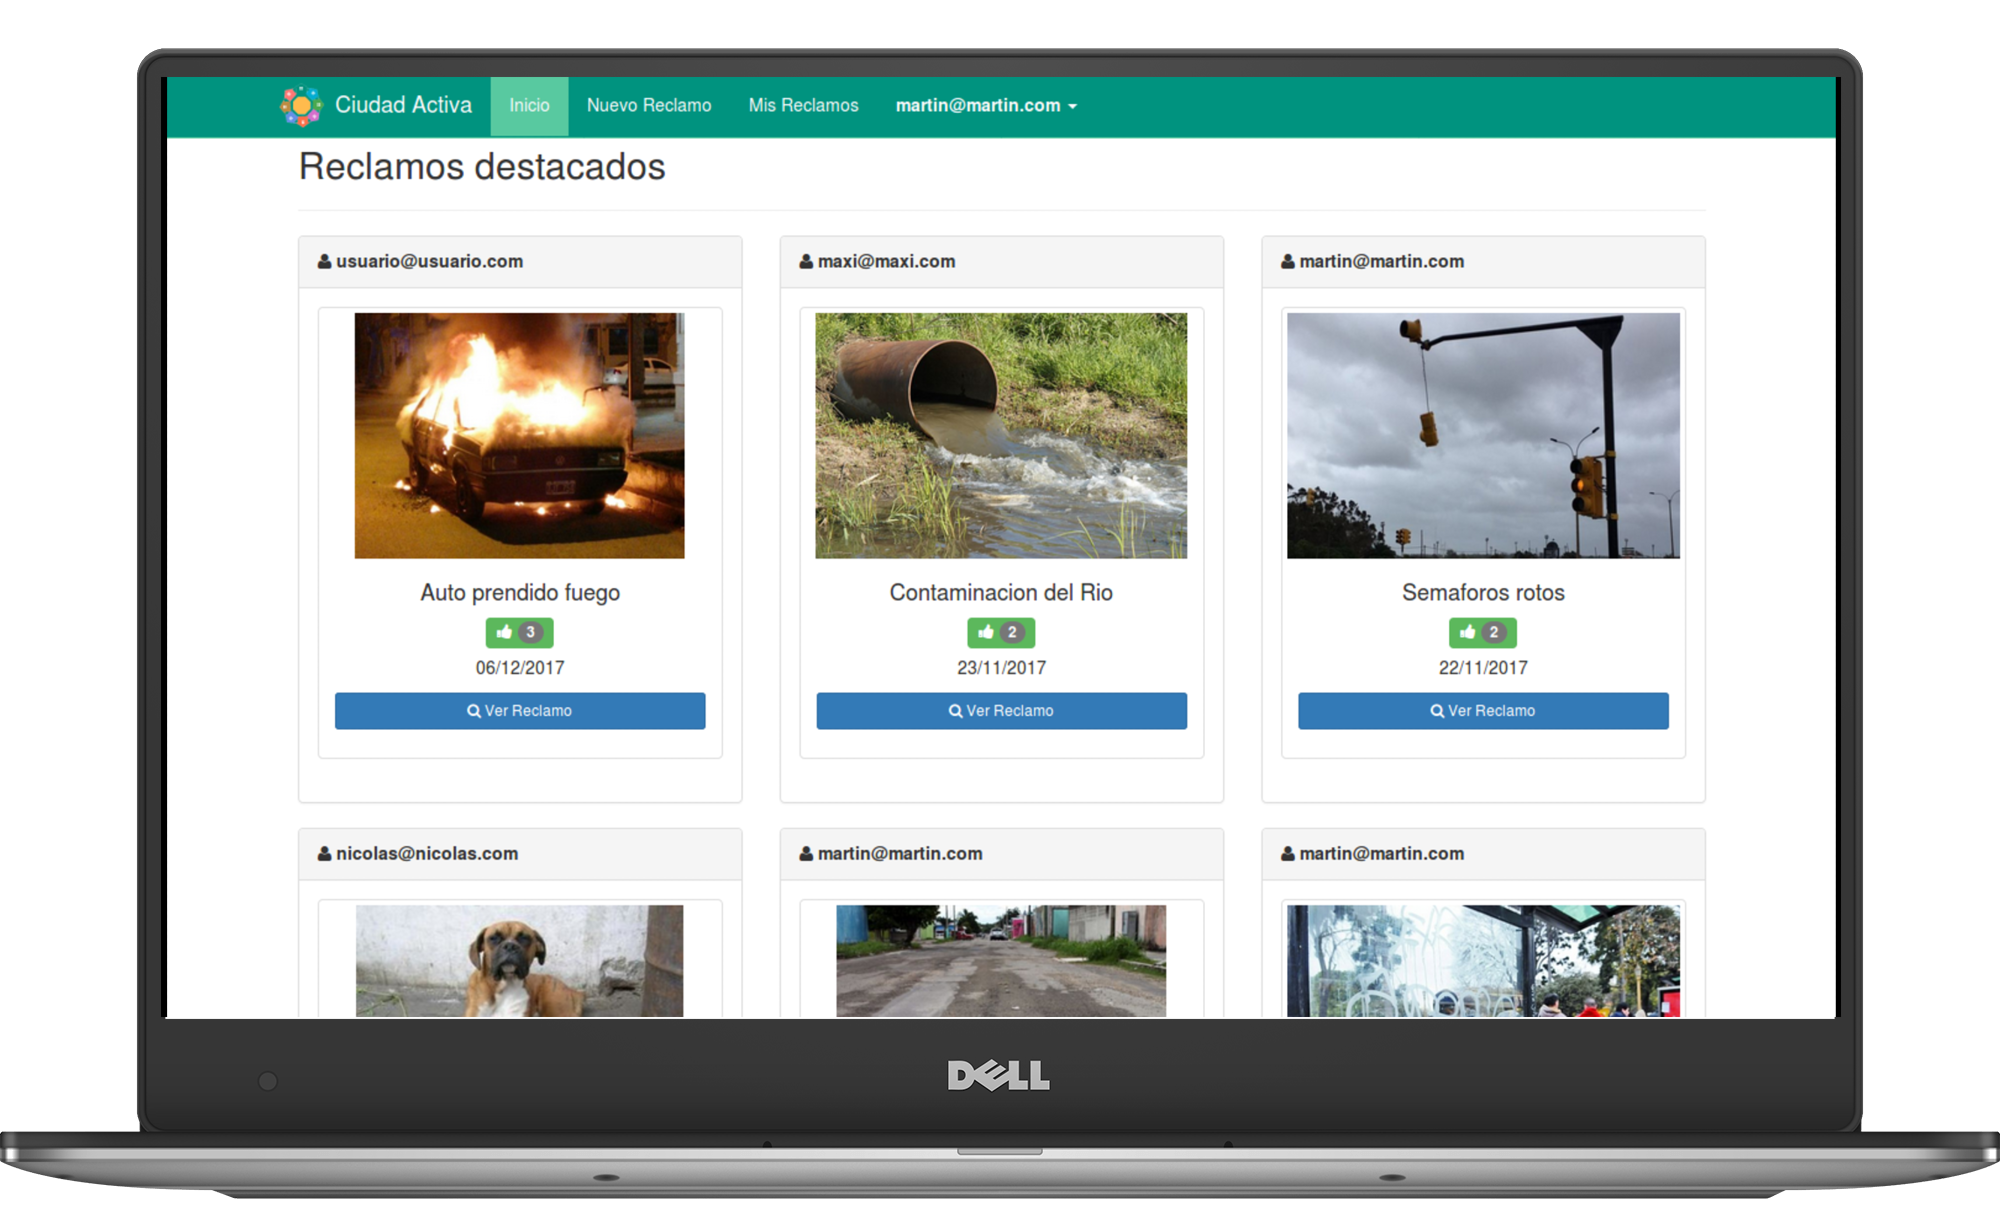 Ciudad Activa Inicio Nuevo Reclamo Mis Reclamos martin@martin.com
Reclamos destacados
usuario@usuario.com
Auto prendido fuego
3
06/12/2017
Ver Reclamo
maxi@maxi.com
Contaminacion del Rio
2
23/11/2017
Ver Reclamo
martin@martin.com
Semaforos rotos
2
22/11/2017
Ver Reclamo
nicolas@nicolas.com
martin@martin.com
martin@martin.com
DELL